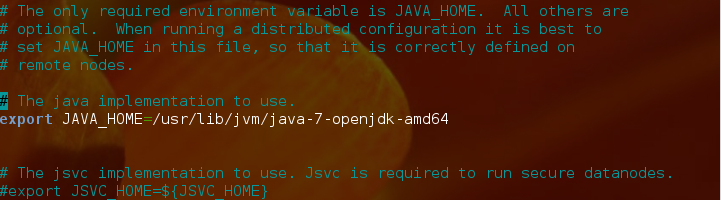 # The only required environment variable is JAVA_HOME.  All others are
# optional.  When running a distributed configuration it is best to
# set JAVA_HOME in this file, so that it is correctly defined on
# remote nodes.
# The java implementation to use.
export JAVA_HOME=/usr/lib/jvm/java-7-openjdk-amd64
# The jsvc implementation to use. Jsvc is required to run secure datanodes.
#export JSVC_HOME=${JSVC_HOME}